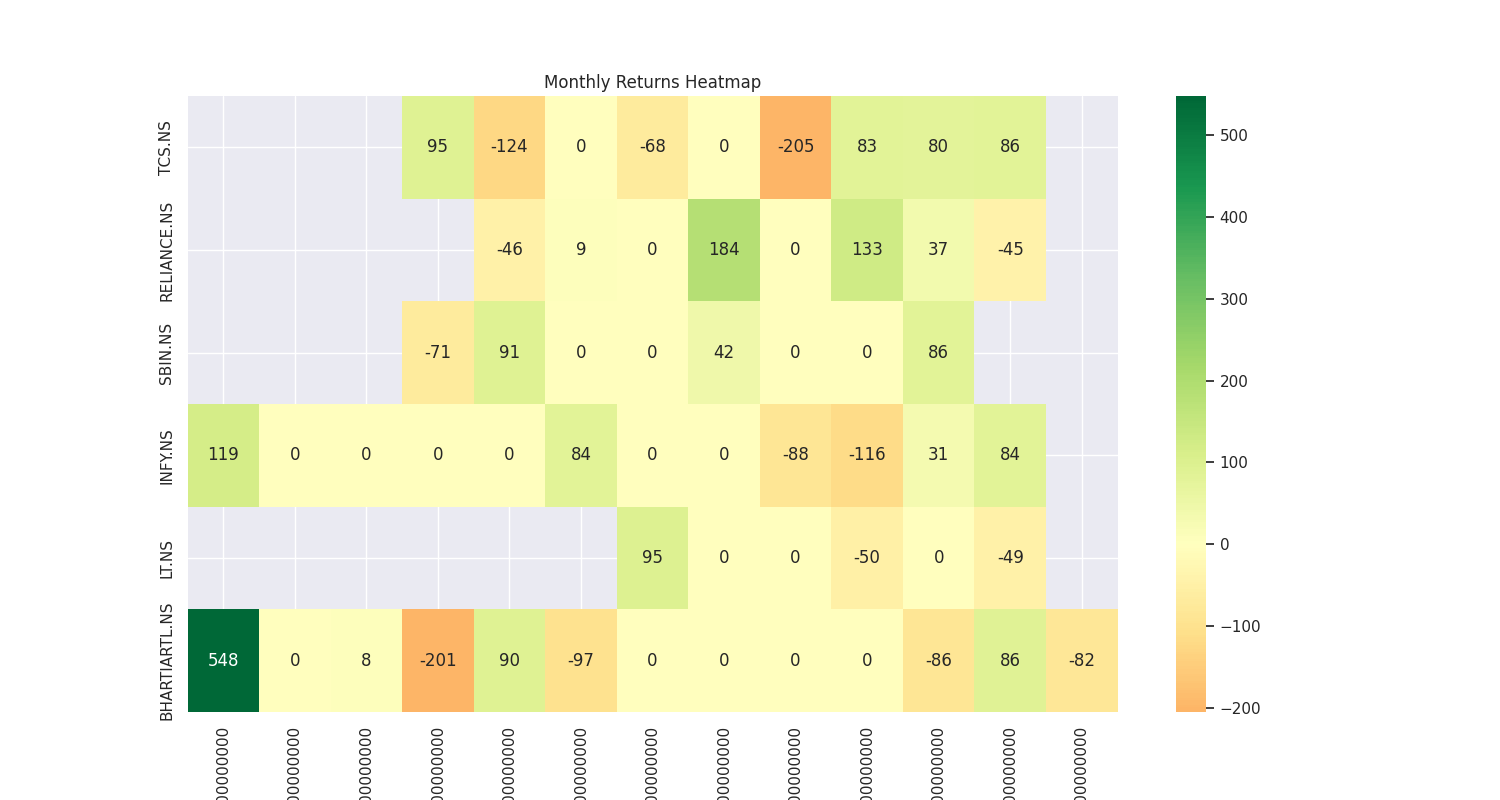 Monthly Returns Heatmap
TCS.NS 95 -124 0 -68 0 -205 83 80 86
RELIANCE.NS -46 9 0 184 0 133 37 -45
SBIN.NS -71 91 0 0 42 0 0 86
INFY.NS 119 0 0 0 0 84 0 0 -88 -116 31 84
LT.NS 95 0 0 -50 0 -49
BHARTIARTL.NS 548 0 8 -201 90 -97 0 0 0 0 -86 86 -82
500
400
300
200
100
0
−100
−200